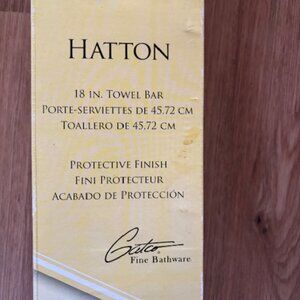 HATTON
18 IN. TOWEL BAR
PORTE-SERVIETTES DE 45.72 CM
TOALLERO DE 45.72 CM
PROTECTIVE FINISH
FINI PROTECTEUR
ACABADO DE PROTECCIÓN
Gatco®
Fine Bathware